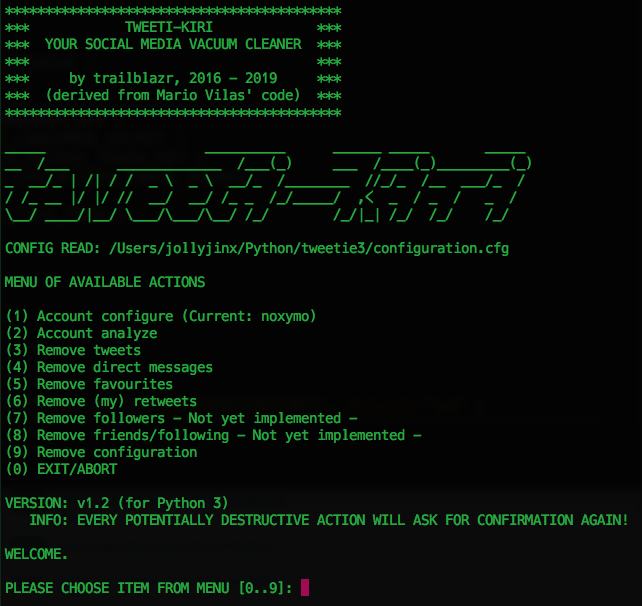 ******************************************
*** TWEETI-KIRI ***
*** YOUR SOCIAL MEDIA VACUUM CLEANER ***
*** ***
*** by trailblazr, 2016 - 2019 ***
*** (derived from Mario Vilas' code) ***
******************************************
Tweeti-Kiri
CONFIG READ: /Users/jollyjinx/Python/tweetie3/configuration.cfg
MENU OF AVAILABLE ACTIONS
(1) Account configure (Current: noxymo)
(2) Account analyze
(3) Remove tweets
(4) Remove direct messages
(5) Remove favourites
(6) Remove (my) retweets
(7) Remove followers - Not yet implemented -
(8) Remove friends/following - Not yet implemented -
(9) Remove configuration
(0) EXIT/ABORT
VERSION: v1.2 (for Python 3)
INFO: EVERY POTENTIALLY DESTRUCTIVE ACTION WILL ASK FOR CONFIRMATION AGAIN!
WELCOME.
PLEASE CHOOSE ITEM FROM MENU [0..9]: